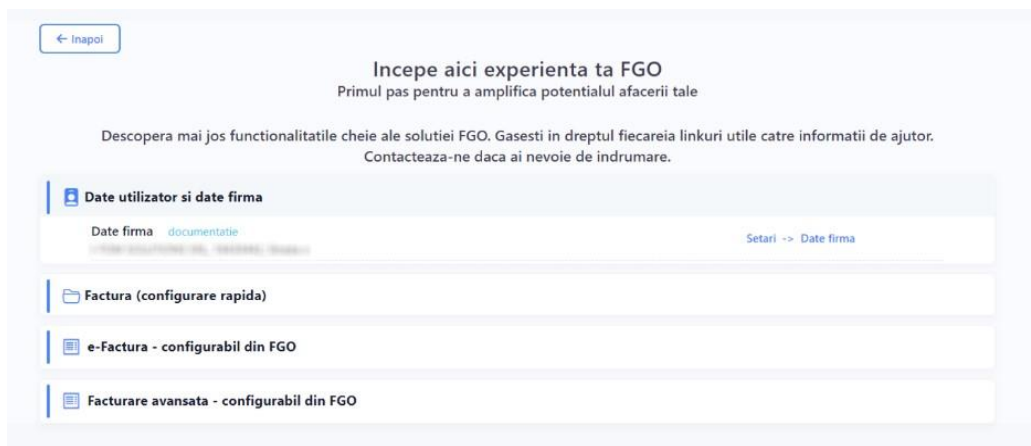 ← Inapoi
Incepe aici experienta ta FGO
Primul pas pentru a amplifica potentialul afacerii tale
Descopera mai jos functionalitatile cheie ale solutiei FGO. Gasesti in dreptul fiecareia linkuri utile catre informatii de ajutor.
Contacteaza-ne daca ai nevoie de indrumare.
Date utilizator si date firma
Date firma documentatie
Setari -> Date firma
Factura (configurare rapida)
e-Factura - configurabil din FGO
Facturare avansata - configurabil din FGO